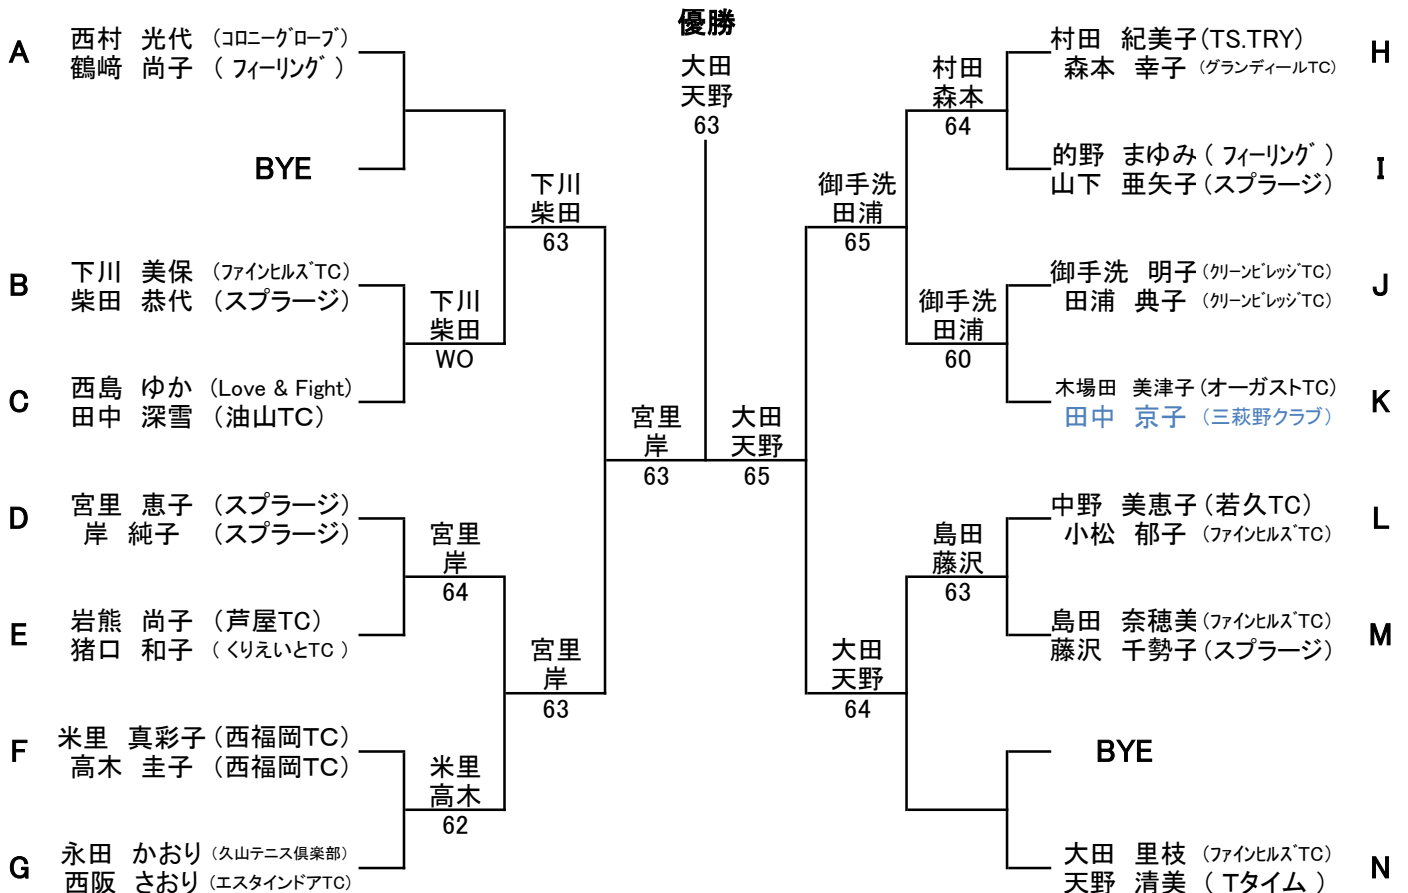 優勝
大田
天野
63
A
西村 光代 (ｺﾛﾆｰｸﾞﾛｰﾌﾞ)
鶴﨑 尚子 ( ﾌｨｰﾘﾝｸﾞ )
BYE
B
下川 美保 (ﾌｧｲﾝﾋﾙｽﾞTC)
柴田 恭代 (スプラージ)
C
西島 ゆか (Love & Fight)
田中 深雪 (油山TC)
D
宮里 恵子 (スプラージ)
岸 純子 (スプラージ)
E
岩熊 尚子 (芦屋TC)
猪口 和子 ( くりえいとTC )
F
米里 真彩子 (西福岡TC)
高木 圭子 (西福岡TC)
G
永田 かおり (久山テニス倶楽部)
西阪 さおり (エスタインドアTC)
下川
柴田
WO
宮里
岸
64
米里
高木
62
下川
柴田
63
宮里
岸
63
宮里
岸
63
大田
天野
65
御手洗
田浦
65
大田
天野
64
村田
森本
64
御手洗
田浦
60
島田
藤沢
63
村田 紀美子 (TS.TRY)
森本 幸子 (グランディールTC)
H
的野 まゆみ ( ﾌｨｰﾘﾝｸﾞ )
山下 亜矢子 (スプラージ)
I
御手洗 明子 (ｸﾘｰﾝﾋﾞﾚｯｼﾞTC)
田浦 典子 (ｸﾘｰﾝﾋﾞﾚｯｼﾞTC)
J
木場田 美津子 (オーガストTC)
田中 京子 (三萩野クラブ)
K
中野 美恵子 (若久TC)
小松 郁子 (ﾌｧｲﾝﾋﾙｽﾞTC)
L
島田 奈穂美 (ﾌｧｲﾝﾋﾙｽﾞTC)
藤沢 千勢子 (スプラージ)
M
BYE
大田 里枝 (ﾌｧｲﾝﾋﾙｽﾞTC)
天野 清美 ( Tタイム )
N